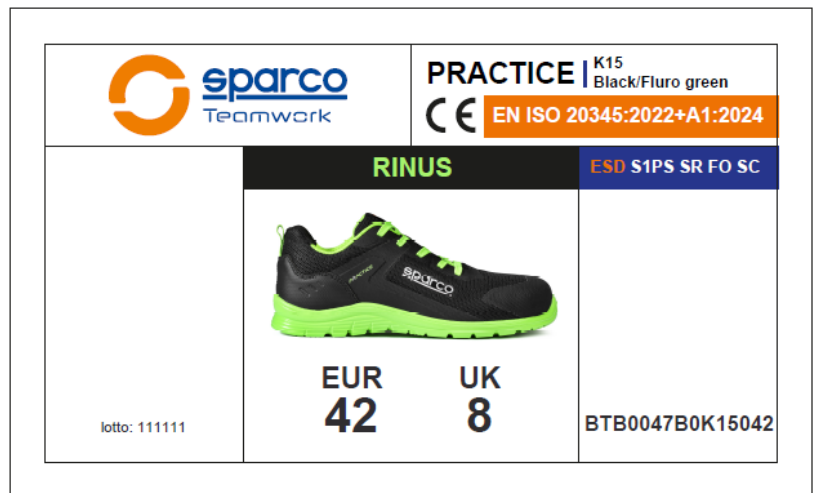 sparco
Teamwork
PRACTICE
K15
Black/Fluro green
CE EN ISO 20345:2022+A1:2024
RINUS
ESD S1PS SR FO SC
PRACTICE
sparco
EUR UK
42 8
lotto: 111111
BTB0047B0K15042